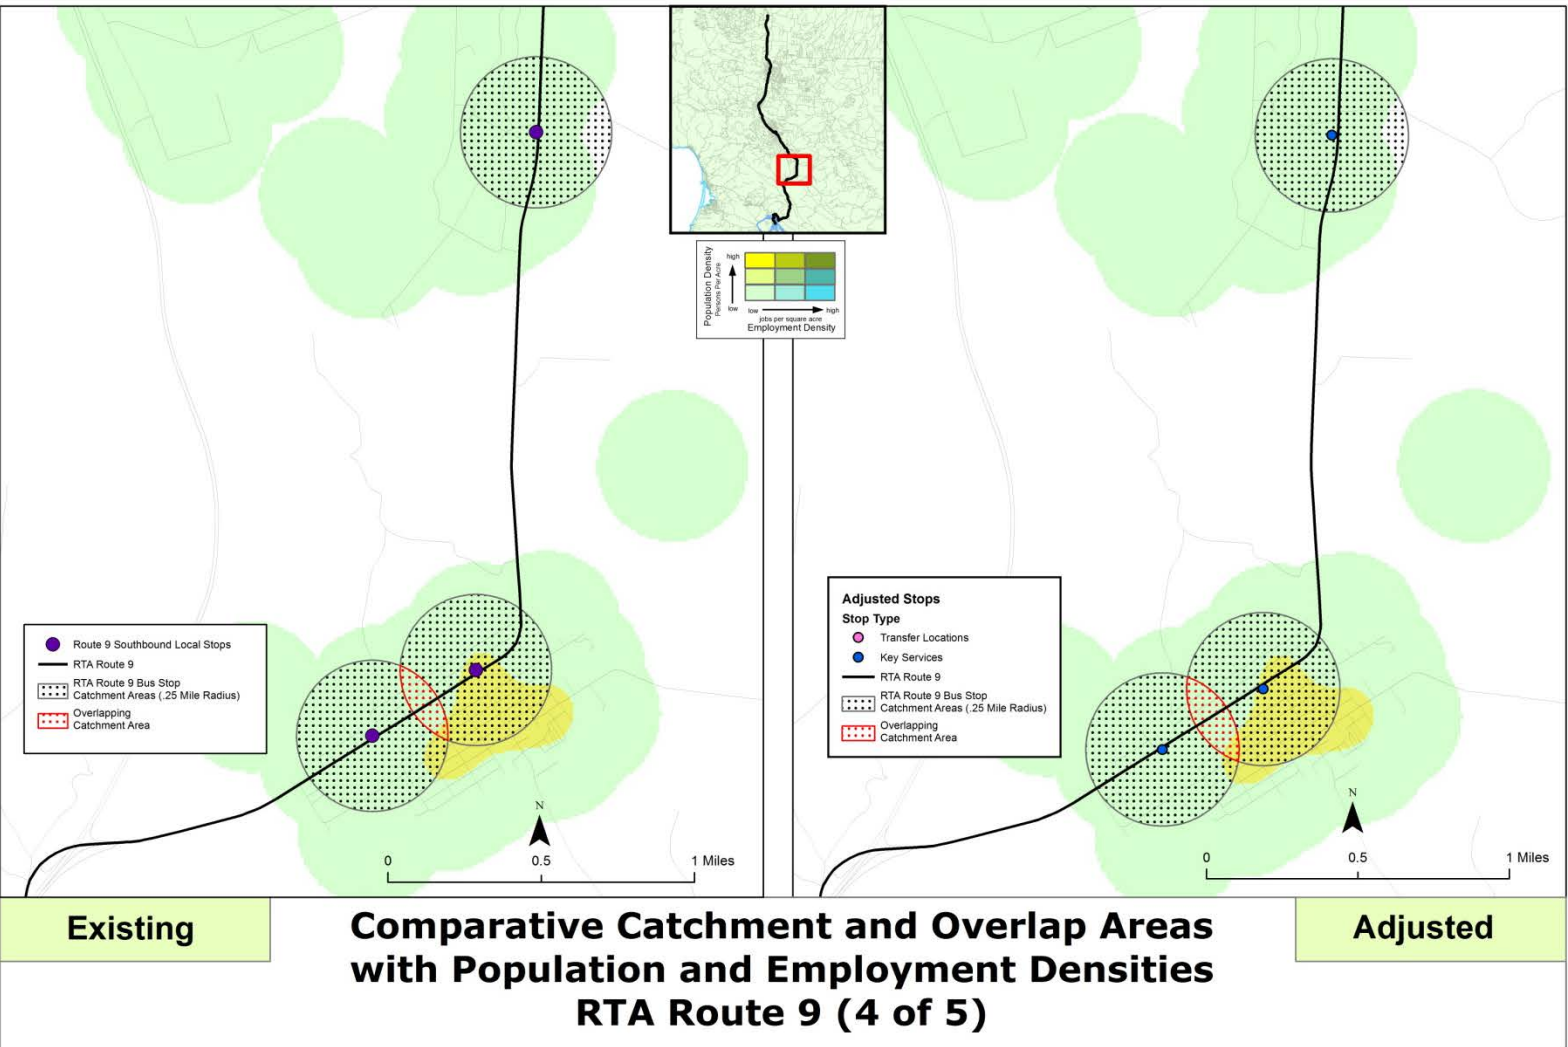 Population Density
Persons Per Acre
high
low
low
high
jobs per square acre
Employment Density
Route 9 Southbound Local Stops
RTA Route 9
RTA Route 9 Bus Stop
Catchment Areas (.25 Mile Radius)
Overlapping
Catchment Area
N
0
0.5
1 Miles
Adjusted Stops
Stop Type
Transfer Locations
Key Services
RTA Route 9
RTA Route 9 Bus Stop
Catchment Areas (.25 Mile Radius)
Overlapping
Catchment Area
N
0
0.5
1 Miles
Existing
Comparative Catchment and Overlap Areas
with Population and Employment Densities
RTA Route 9 (4 of 5)
Adjusted